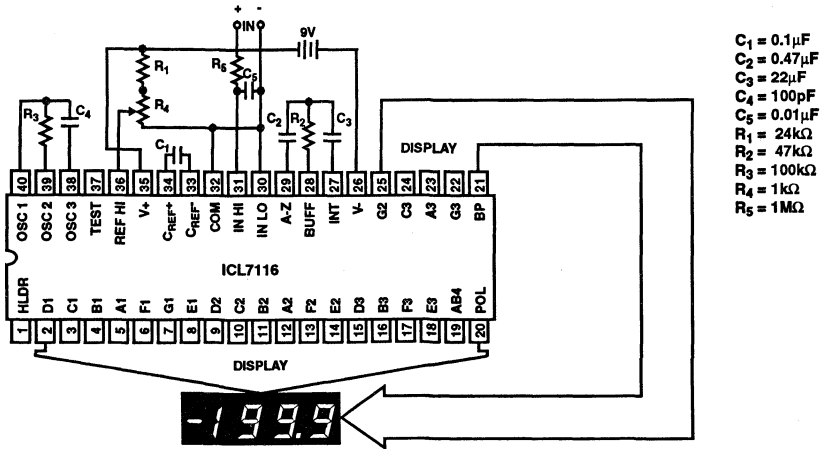 + -
IN
9V
R1
R5
C5
R3
C4
R4
C1
C2
R2
C3
DISPLAY
40 39 38 37 36 35 34 33 32 31 30 29 28 27 26 25 24 23 22 21
OSC 1 OSC 2 OSC 3 TEST REF HI V+ CREF+ CREF- COM IN HI IN LO A-Z BUFF INT V- G2 C3 A3 G3 BP
ICL7116
HLDR D1 C1 B1 A1 F1 G1 E1 D2 C2 B2 A2 F2 E2 D3 B3 F3 E3 AB4 POL
1 2 3 4 5 6 7 8 9 10 11 12 13 14 15 16 17 18 19 20
DISPLAY
-199.9
C1 = 0.1µF
C2 = 0.47µF
C3 = 22µF
C4 = 100pF
C5 = 0.01µF
R1 = 24kΩ
R2 = 47kΩ
R3 = 100kΩ
R4 = 1kΩ
R5 = 1MΩ